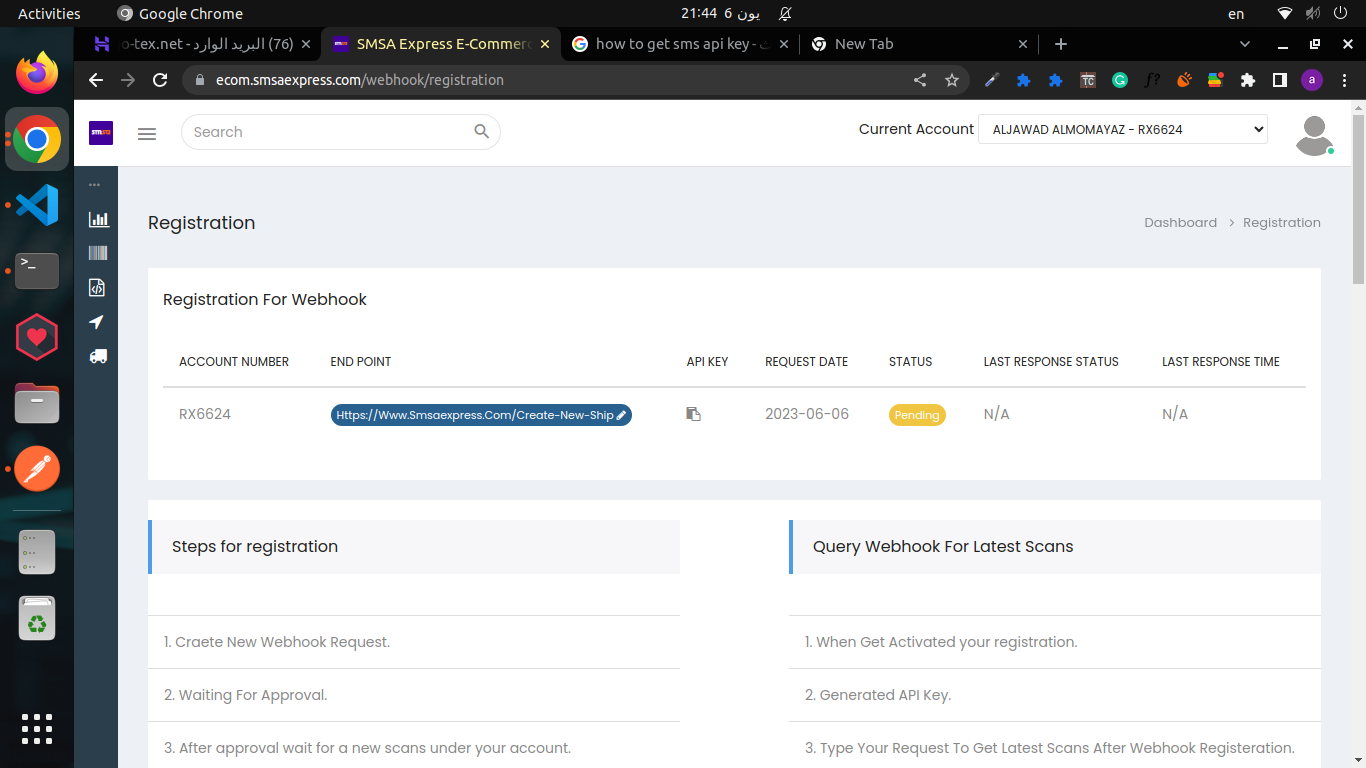 Activities Google Chrome 21:44 6 يون en
o-tex.net - البريد الوارد (76) SMSA Express E-Commerc how to get sms api key - New Tab
ecom.smsaexpress.com/webhook/registration TC f? a
smsa Search Current Account ALJAWAD ALMOMAYAZ - RX6624
Registration Dashboard > Registration
Registration For Webhook
ACCOUNT NUMBER END POINT API KEY REQUEST DATE STATUS LAST RESPONSE STATUS LAST RESPONSE TIME
RX6624 Https://Www.Smsaexpress.Com/Create-New-Ship 2023-06-06 Pending N/A N/A
Steps for registration
1. Craete New Webhook Request.
2. Waiting For Approval.
3. After approval wait for a new scans under your account.
Query Webhook For Latest Scans
1. When Get Activated your registration.
2. Generated API Key.
3. Type Your Request To Get Latest Scans After Webhook Registeration.